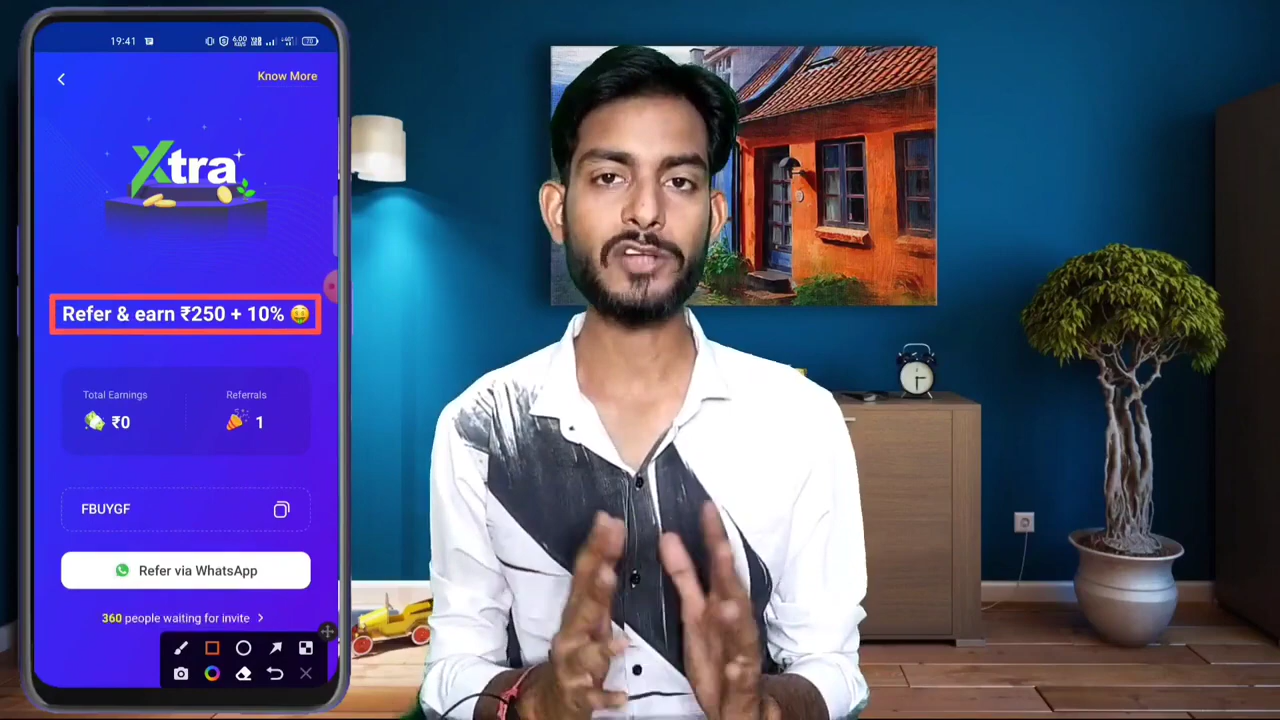 19:41
Know More
Xtra
Refer & earn ₹250 + 10% 🤑
Total Earnings
Referrals
₹0
1
FBUYGF
Refer via WhatsApp
360 people waiting for invite